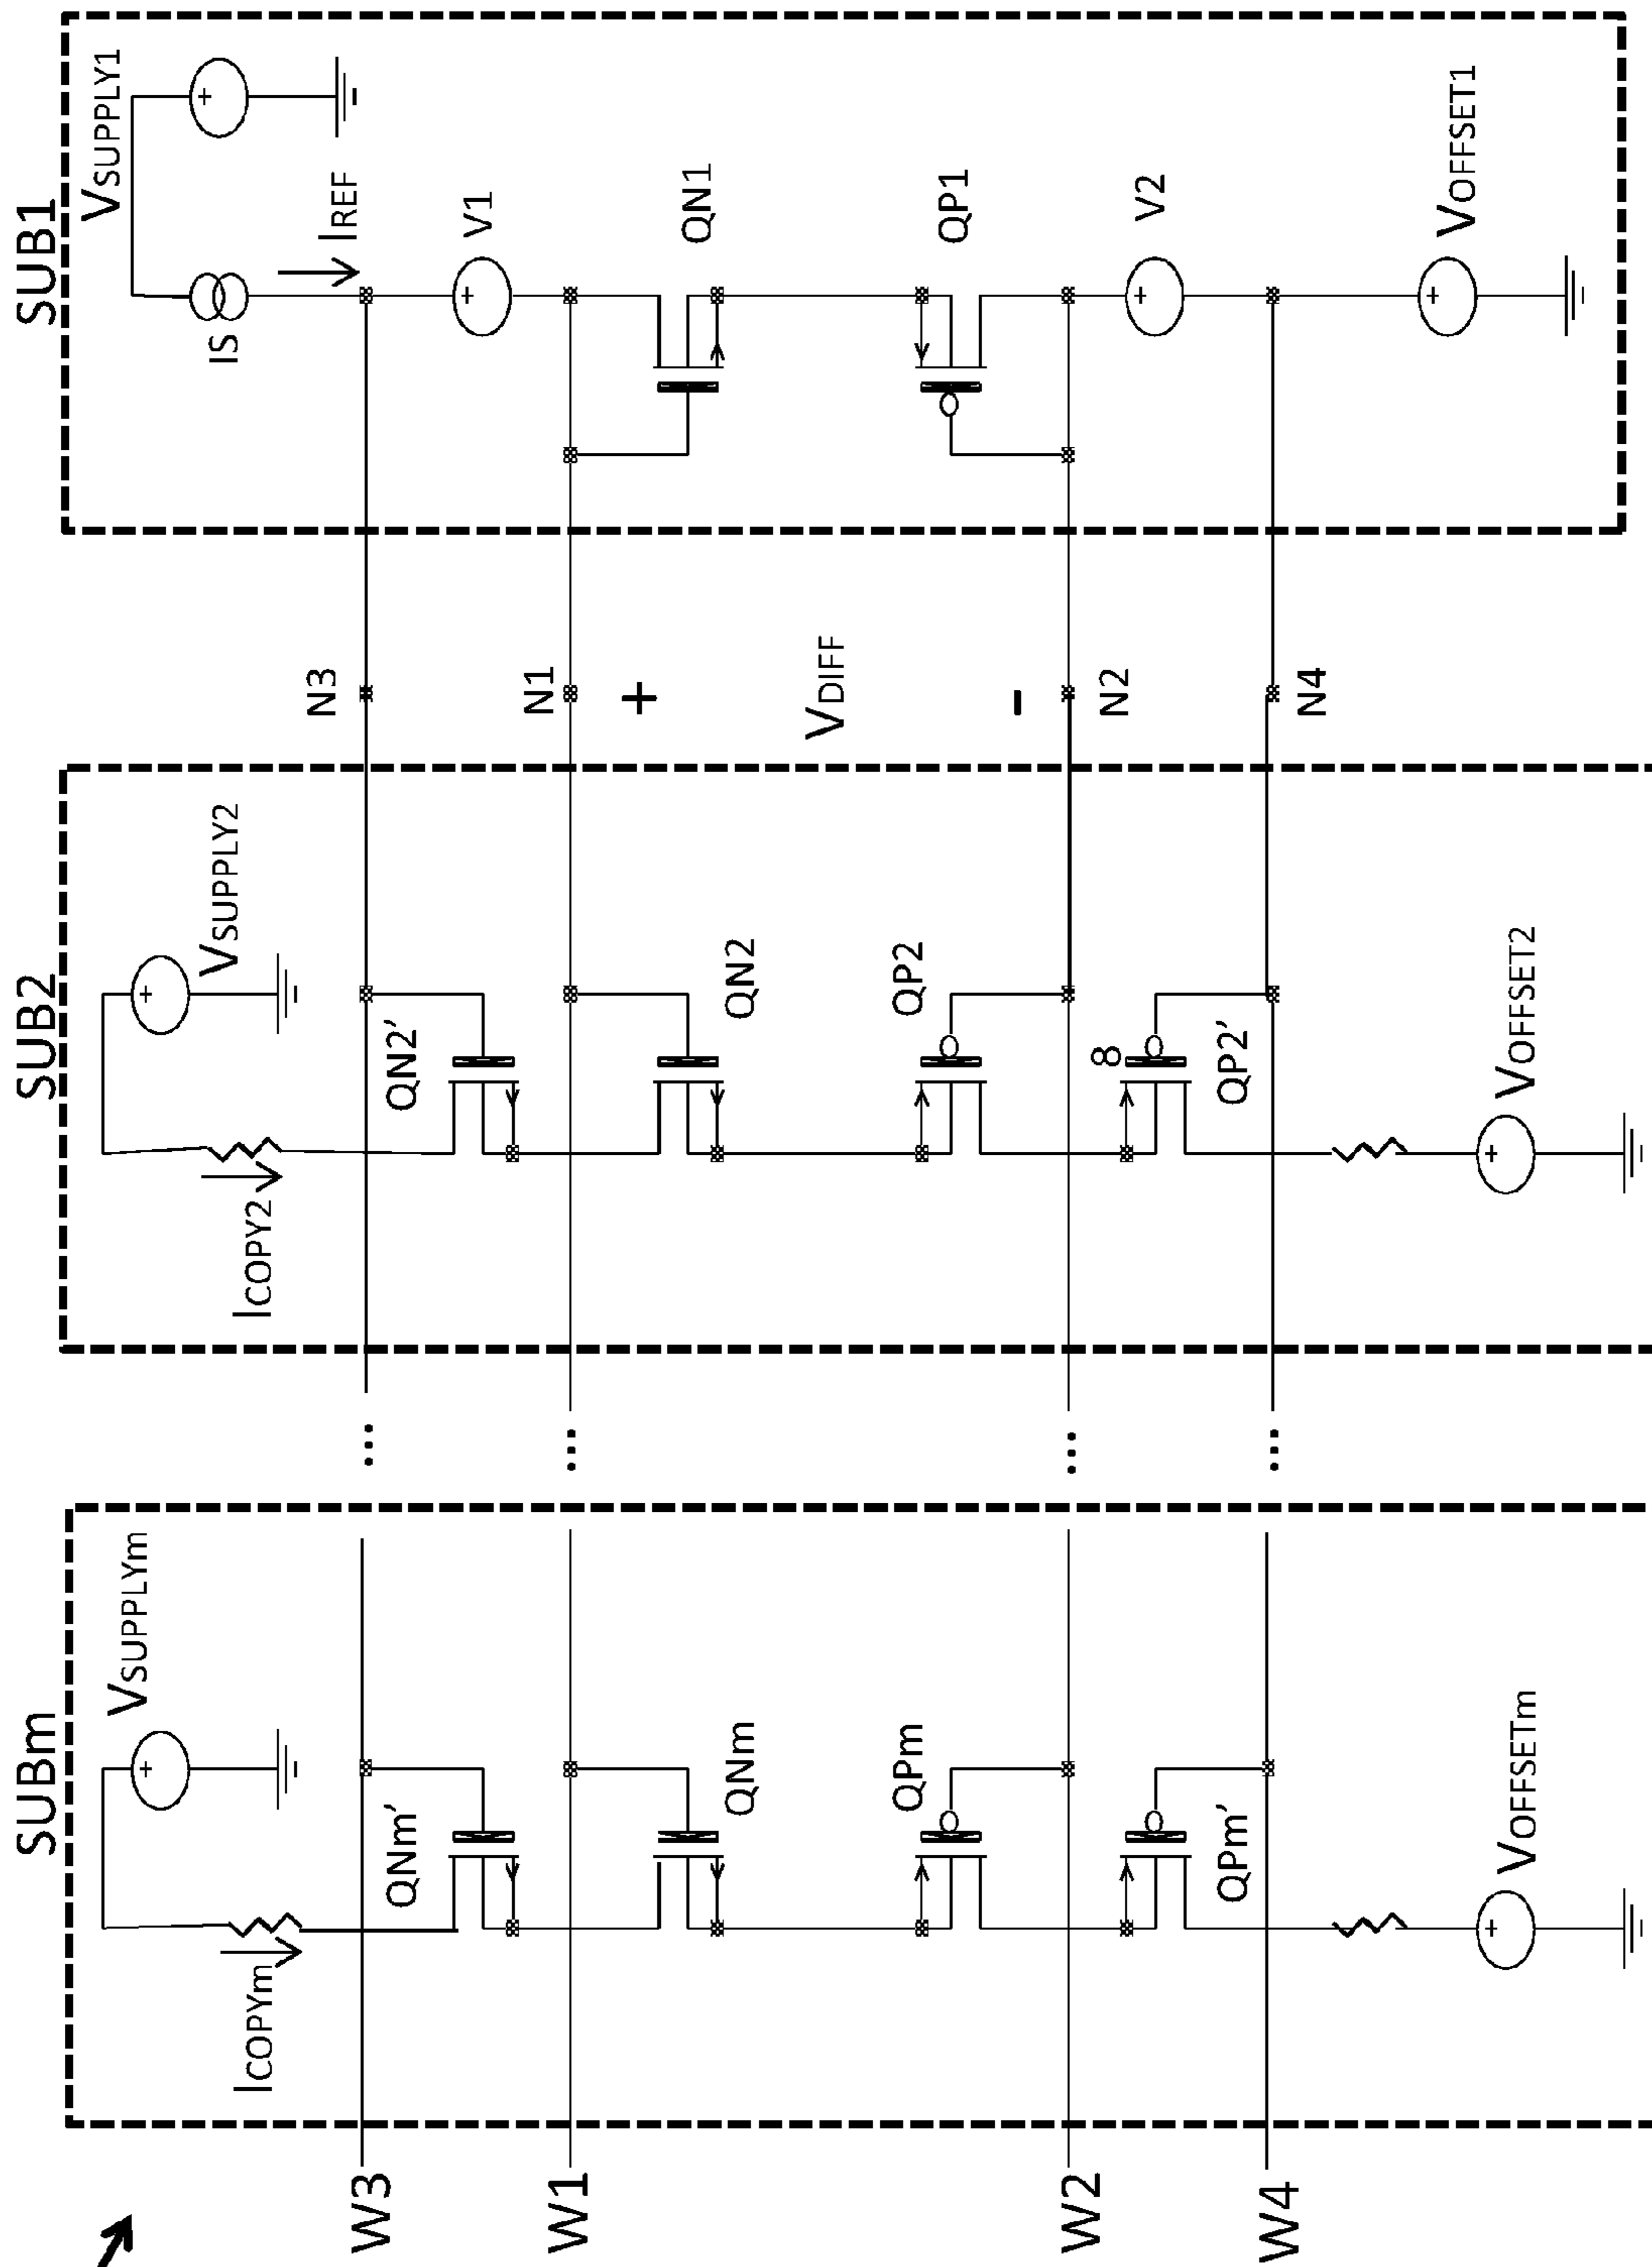 SUBm
SUB2
SUB1
VSUPPLYm
VSUPPLY2
VSUPPLY1
+
+
+
-
-
-
ICOPYm
ICOPY2
IS
IREF
QNm'
QN2'
N3
+
V1
QNm
QN2
N1
+
QN1
VDIFF
QPm
QP2
-
QP1
8
N2
+
V2
QPm'
QP2'
N4
VOFFSETm
VOFFSET2
VOFFSET1
+
+
+
-
-
-
...
...
...
...
W3
W1
W2
W4